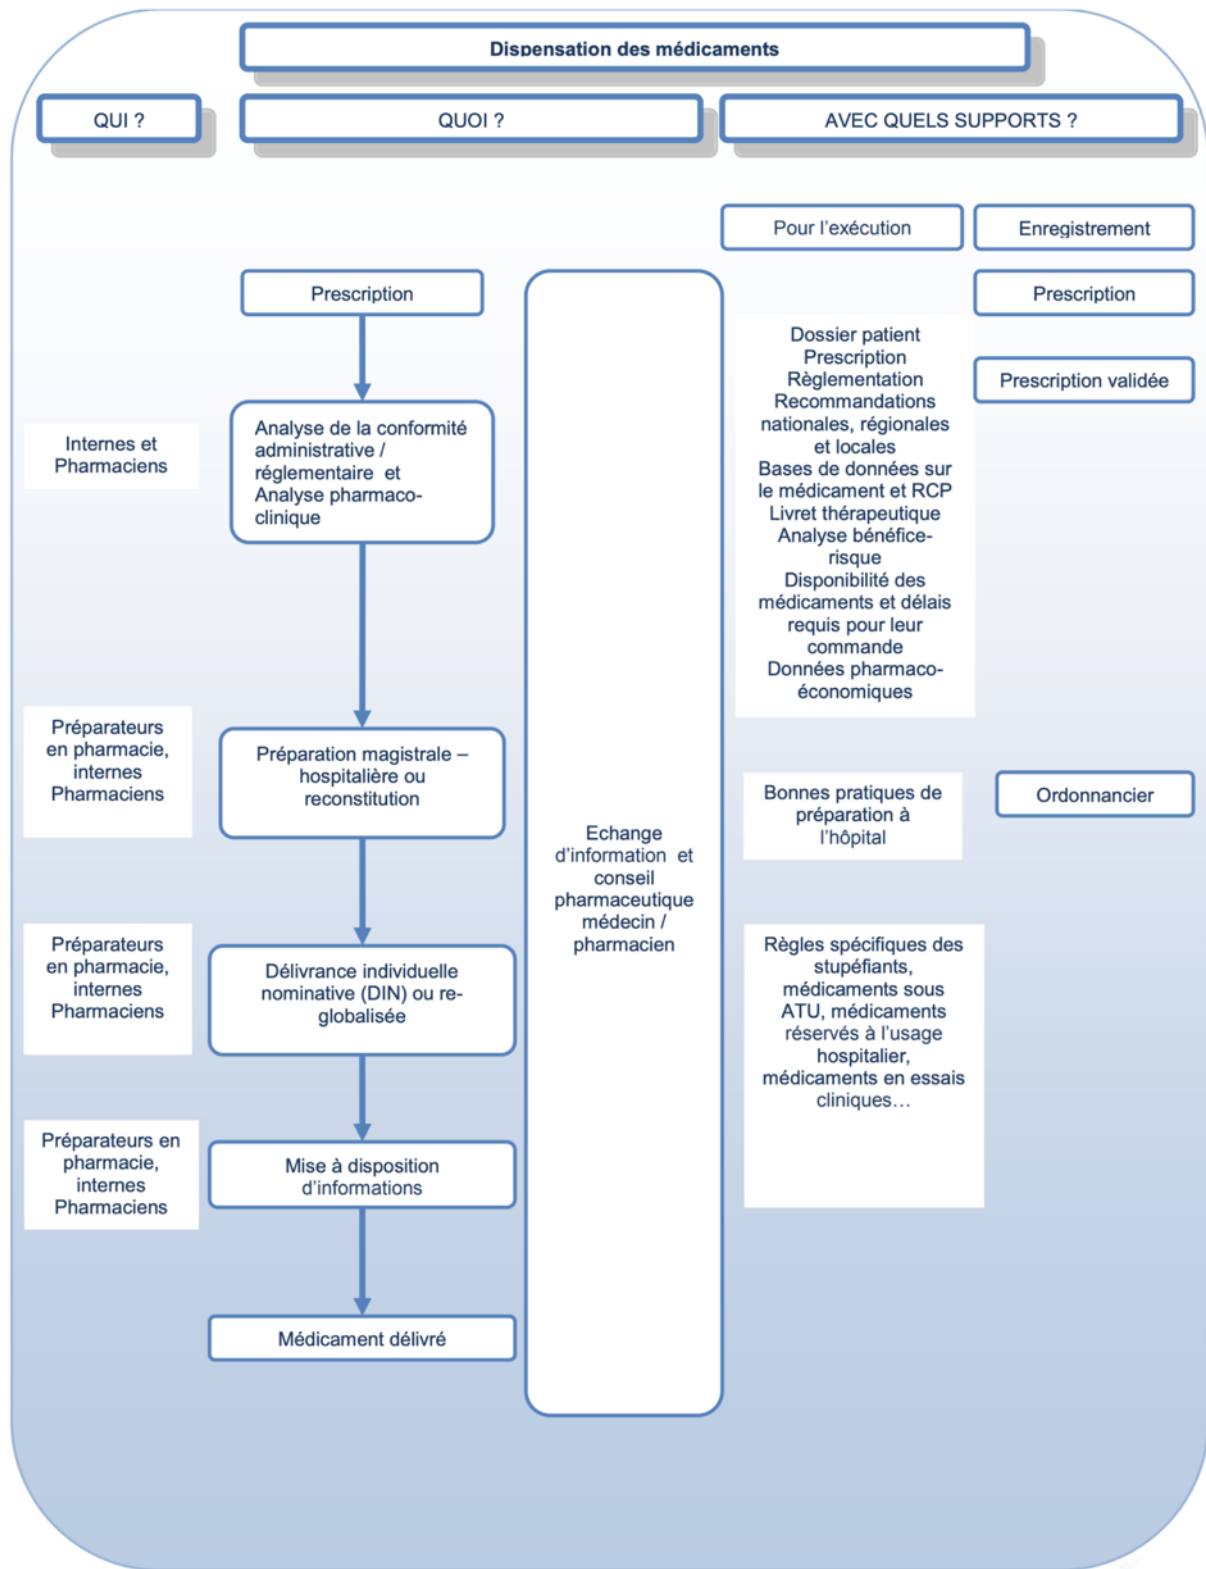 Dispensation des médicaments
QUI ?
QUOI ?
AVEC QUELS SUPPORTS ?
Pour l'exécution
Enregistrement
Prescription
Prescription
Dossier patient
Prescription
Règlementation
Recommandations
nationales, régionales
et locales
Bases de données sur
le médicament et RCP
Livret thérapeutique
Analyse bénéfice-
risque
Disponibilité des
médicaments et délais
requis pour leur
commande
Données pharmaco-
économiques
Prescription validée
Internes et
Pharmaciens
Analyse de la conformité
administrative /
réglementaire et
Analyse pharmaco-
clinique
Préparateurs
en pharmacie,
internes
Pharmaciens
Préparation magistrale –
hospitalière ou
reconstitution
Echange
d'information et
conseil
pharmaceutique
médecin /
pharmacien
Bonnes pratiques de
préparation à
l'hôpital
Ordonnancier
Préparateurs
en pharmacie,
internes
Pharmaciens
Délivrance individuelle
nominative (DIN) ou re-
globalisée
Règles spécifiques des
stupéfiants,
médicaments sous
ATU, médicaments
réservés à l'usage
hospitalier,
médicaments en essais
cliniques…
Préparateurs en
pharmacie,
internes
Pharmaciens
Mise à disposition
d'informations
Médicament délivré